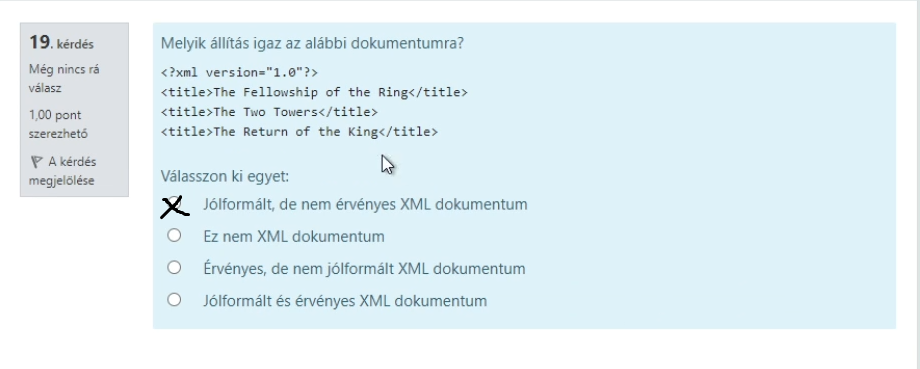 19. kérdés
Még nincs rá
válasz
1,00 pont
szerezhető
A kérdés
megjelölése
Melyik állítás igaz az alábbi dokumentumra?
<?xml version="1.0"?>
<title>The Fellowship of the Ring</title>
<title>The Two Towers</title>
<title>The Return of the King</title>
Válasszon ki egyet:
Jólformált, de nem érvényes XML dokumentum
Ez nem XML dokumentum
Érvényes, de nem jólformált XML dokumentum
Jólformált és érvényes XML dokumentum